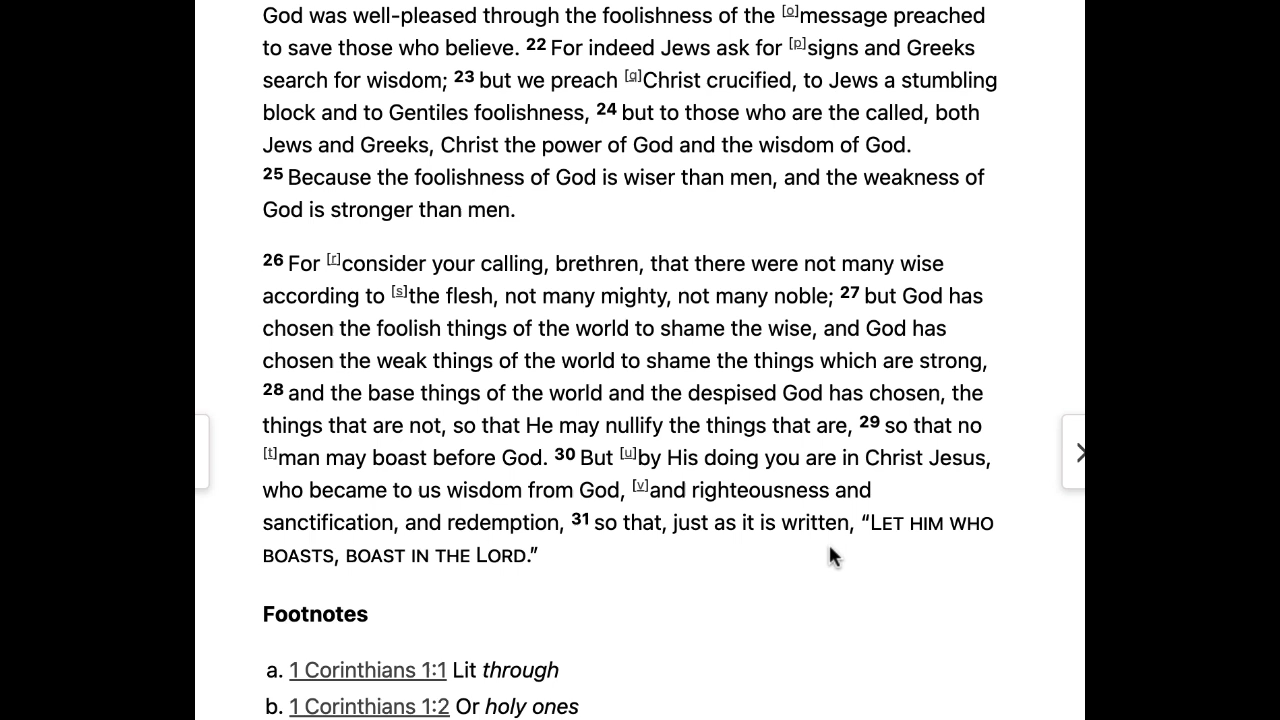 God was well-pleased through the foolishness of the [o]message preached
to save those who believe. 22 For indeed Jews ask for [p]signs and Greeks
search for wisdom; 23 but we preach [q]Christ crucified, to Jews a stumbling
block and to Gentiles foolishness, 24 but to those who are the called, both
Jews and Greeks, Christ the power of God and the wisdom of God.
25 Because the foolishness of God is wiser than men, and the weakness of
God is stronger than men.
26 For [r]consider your calling, brethren, that there were not many wise
according to [s]the flesh, not many mighty, not many noble; 27 but God has
chosen the foolish things of the world to shame the wise, and God has
chosen the weak things of the world to shame the things which are strong,
28 and the base things of the world and the despised God has chosen, the
things that are not, so that He may nullify the things that are, 29 so that no
[t]man may boast before God. 30 But [u]by His doing you are in Christ Jesus,
who became to us wisdom from God, [v]and righteousness and
sanctification, and redemption, 31 so that, just as it is written, “LET HIM WHO
BOASTS, BOAST IN THE LORD.”
Footnotes
a. 1 Corinthians 1:1 Lit through
b. 1 Corinthians 1:2 Or holy ones